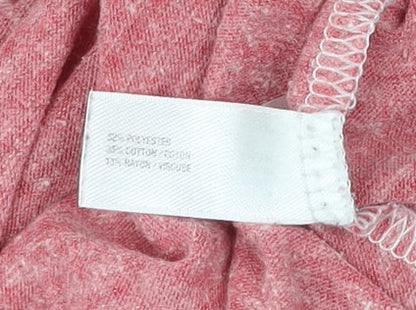 52% POLYESTER
35% COTTON / COTON
13% RAYON / VISCOSE